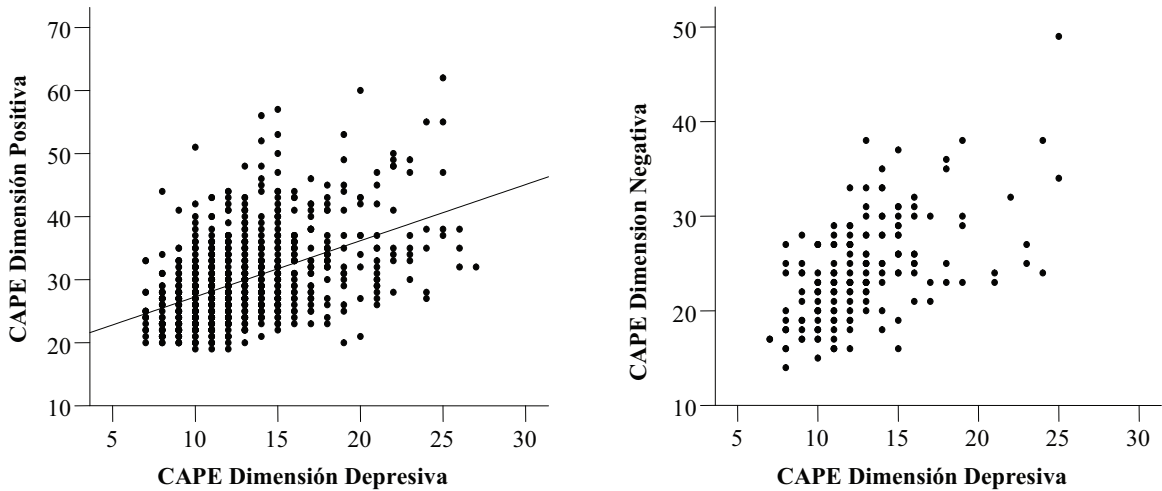 CAPE Dimensión Positiva
70
60
50
40
30
20
10
5 10 15 20 25 30
CAPE Dimensión Depresiva
CAPE Dimension Negativa
50
40
30
20
10
5 10 15 20 25 30
CAPE Dimensión Depresiva